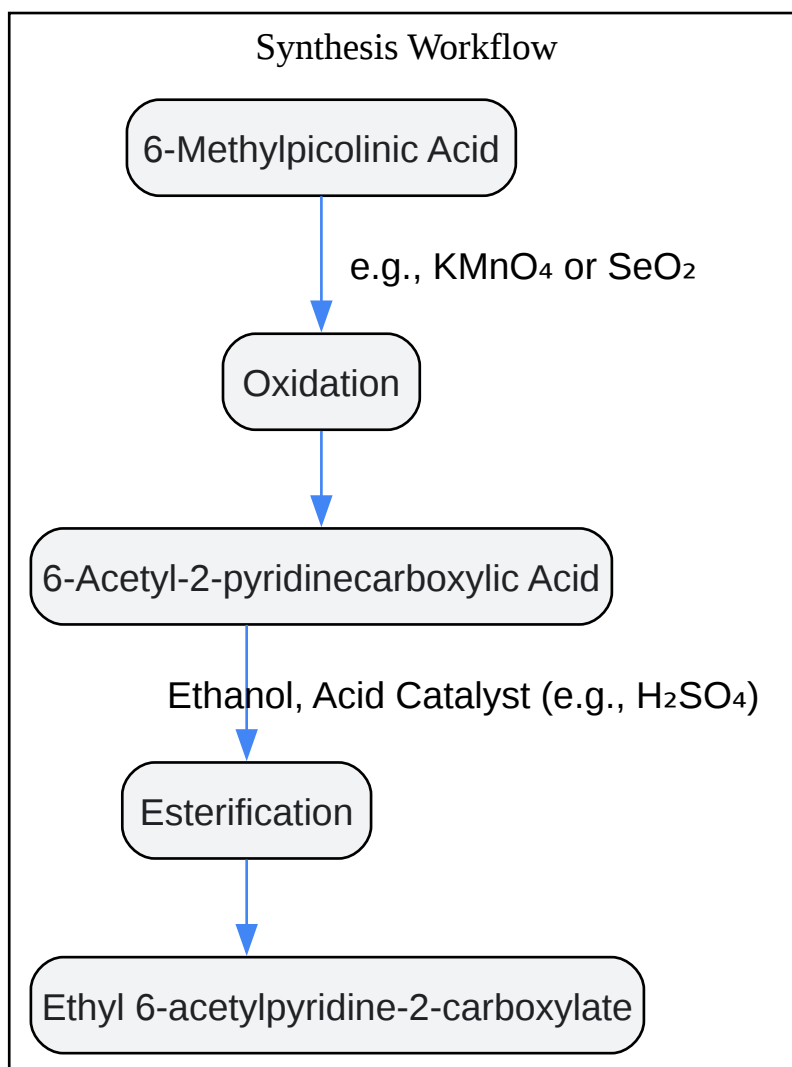 Synthesis Workflow
6-Methylpicolinic Acid
e.g., KMnO₄ or SeO₂
Oxidation
6-Acetyl-2-pyridinecarboxylic Acid
Ethanol, Acid Catalyst (e.g., H₂SO₄)
Esterification
Ethyl 6-acetylpyridine-2-carboxylate